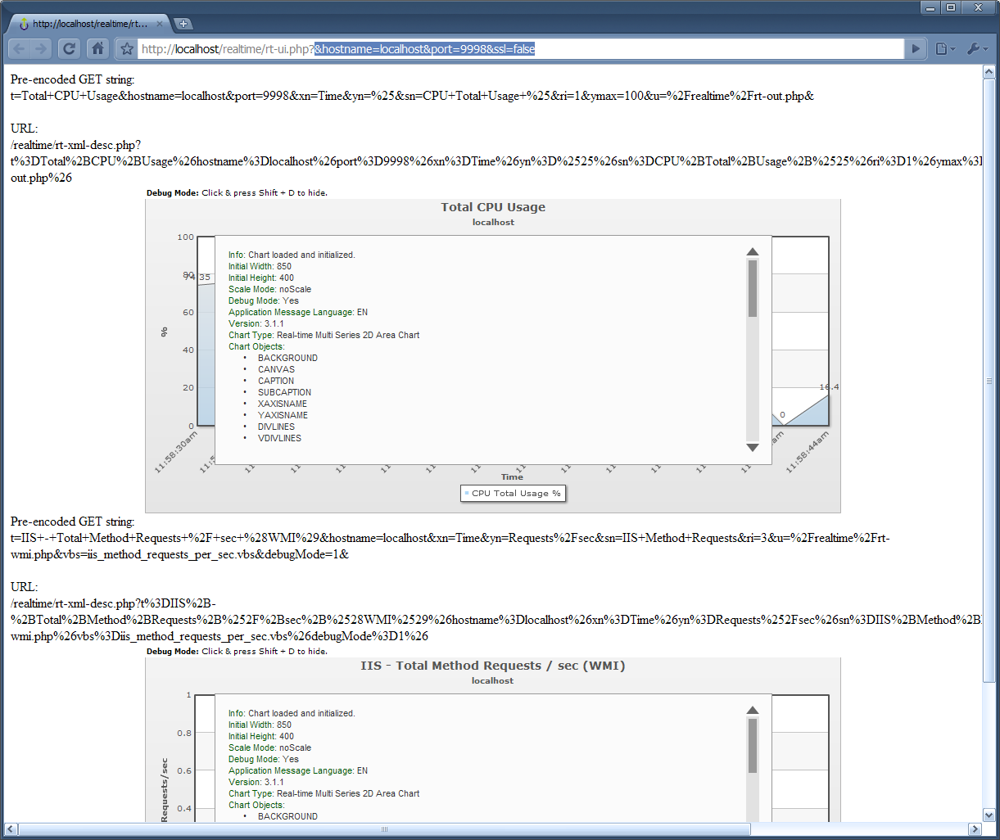 http://localhost/realtime/rt...
http://localhost/realtime/rt-ui.php?&hostname=localhost&port=9998&ssl=false
Pre-encoded GET string:
t=Total+CPU+Usage&hostname=localhost&port=9998&xn=Time&yn=%25&sn=CPU+Total+Usage+%25&ri=1&ymax=100&u=%2Frealtime%2Frt-out.php&
URL:
/realtime/rt-xml-desc.php?
t%3DTotal%2BCPU%2BUsage%26hostname%3Dlocalhost%26port%3D9998%26xn%3DTime%26yn%3D%2525%26sn%3DCPU%2BTotal%2BUsage%2B%2525%26ri%3D1%26ymax%3D
out.php%26
Debug Mode: Click & press Shift + D to hide.
Total CPU Usage
localhost
100
80
74.35
60
40
20
0
%
Info: Chart loaded and initialized.
Initial Width: 850
Initial Height: 400
Scale Mode: noScale
Debug Mode: Yes
Application Message Language: EN
Version: 3.1.1
Chart Type: Real-time Multi Series 2D Area Chart
Chart Objects:
• BACKGROUND
• CANVAS
• CAPTION
• SUBCAPTION
• XAXISNAME
• YAXISNAME
• DIVLINES
• VDIVLINES
16.4
0
11:58:30am
11:5
11
11
11
11
11
11
11
11
11
11
11
am
11:58:44am
Time
CPU Total Usage %
Pre-encoded GET string:
t=IIS+-+Total+Method+Requests+%2F+sec+%28WMI%29&hostname=localhost&xn=Time&yn=Requests%2Fsec&sn=IIS+Method+Requests&ri=3&u=%2Frealtime%2Frt-
wmi.php&vbs=iis_method_requests_per_sec.vbs&debugMode=1&
URL:
/realtime/rt-xml-desc.php?t%3DIIS%2B-
%2BTotal%2BMethod%2BRequests%2B%252F%2Bsec%2B%2528WMI%2529%26hostname%3Dlocalhost%26xn%3DTime%26yn%3DRequests%252Fsec%26sn%3DIIS%2BMethod%2B
wmi.php%26vbs%3Diis_method_requests_per_sec.vbs%26debugMode%3D1%26
Debug Mode: Click & press Shift + D to hide.
IIS - Total Method Requests / sec (WMI)
localhost
1
0.8
0.6
0.4
Requests/sec
Info: Chart loaded and initialized.
Initial Width: 850
Initial Height: 400
Scale Mode: noScale
Debug Mode: Yes
Application Message Language: EN
Version: 3.1.1
Chart Type: Real-time Multi Series 2D Area Chart
Chart Objects:
• BACKGROUND